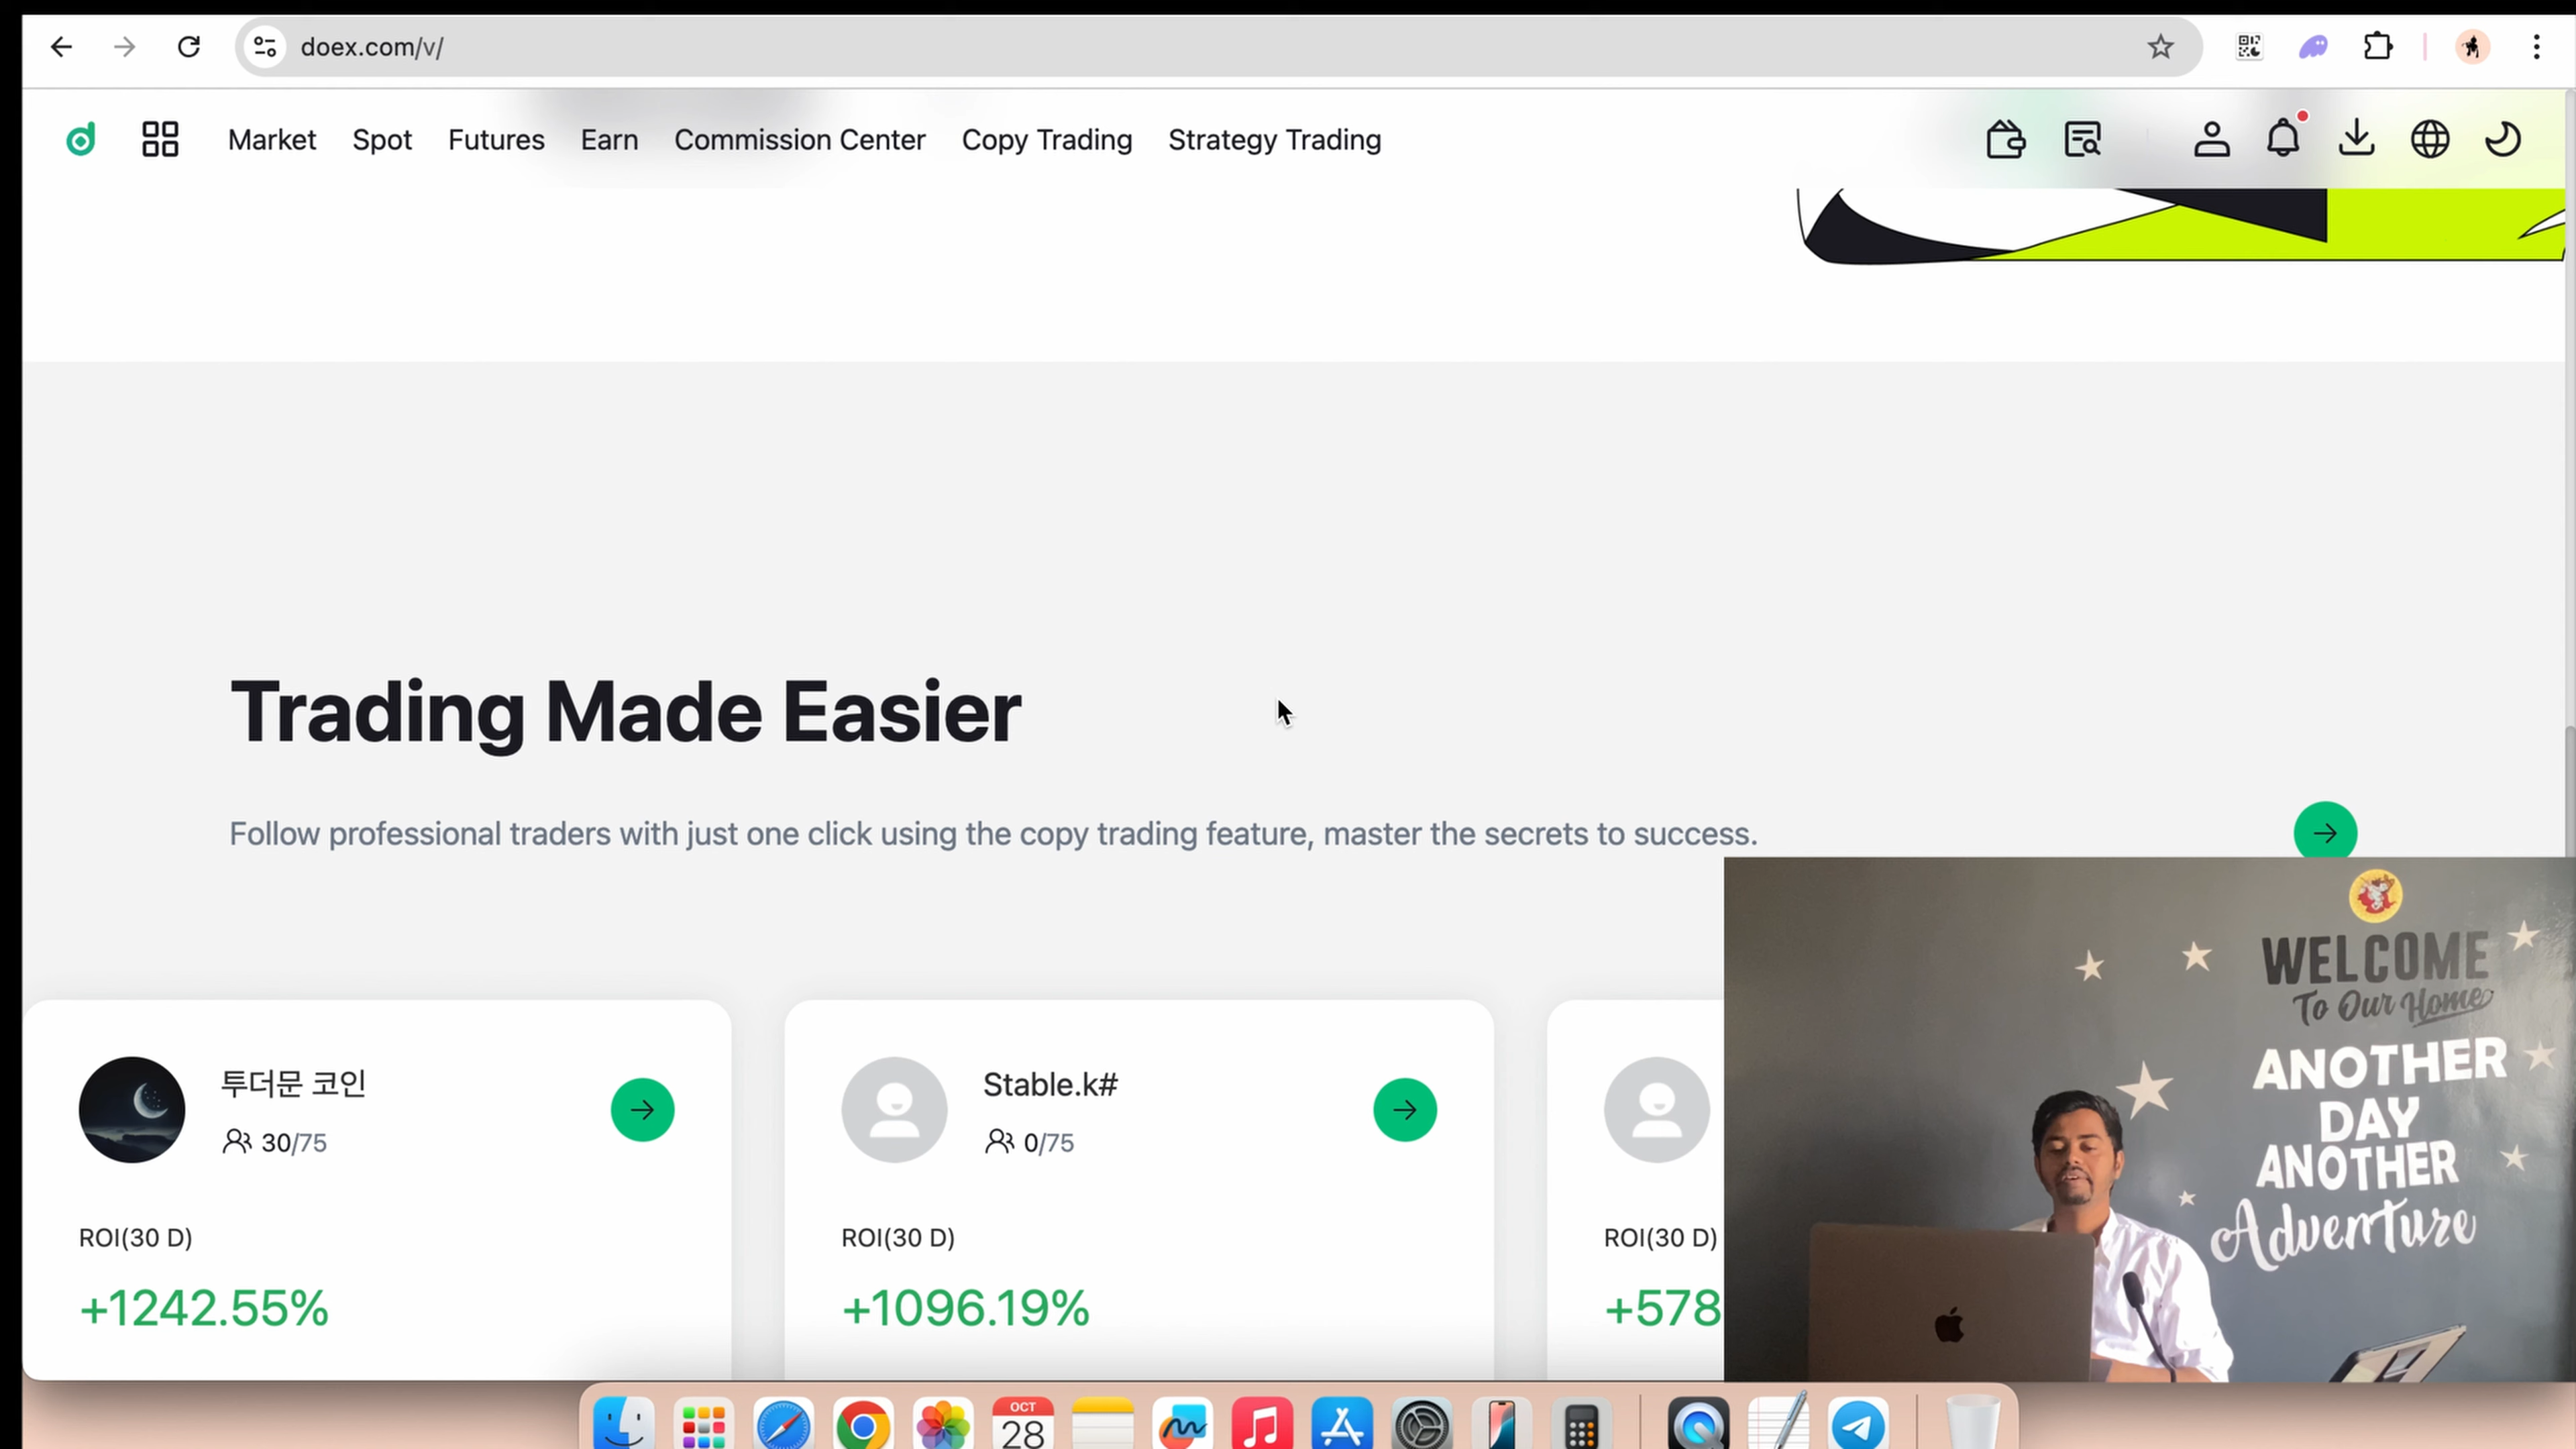 doex.com/v/
Market Spot Futures Earn Commission Center Copy Trading Strategy Trading
Trading Made Easier
Follow professional traders with just one click using the copy trading feature, master the secrets to success.
투더문 코인
30/75
ROI(30 D)
+1242.55%
Stable.k#
0/75
ROI(30 D)
+1096.19%
ROI(30 D)
+578
WELCOME
To Our Home
ANOTHER
DAY
ANOTHER
Adventure
OCT
28